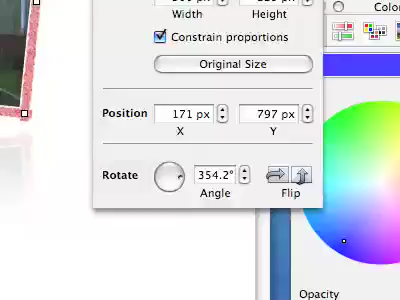 Width Height
Constrain proportions
Original Size
Position 171 px 797 px
X Y
Rotate 354.2°
Angle Flip
Opacity